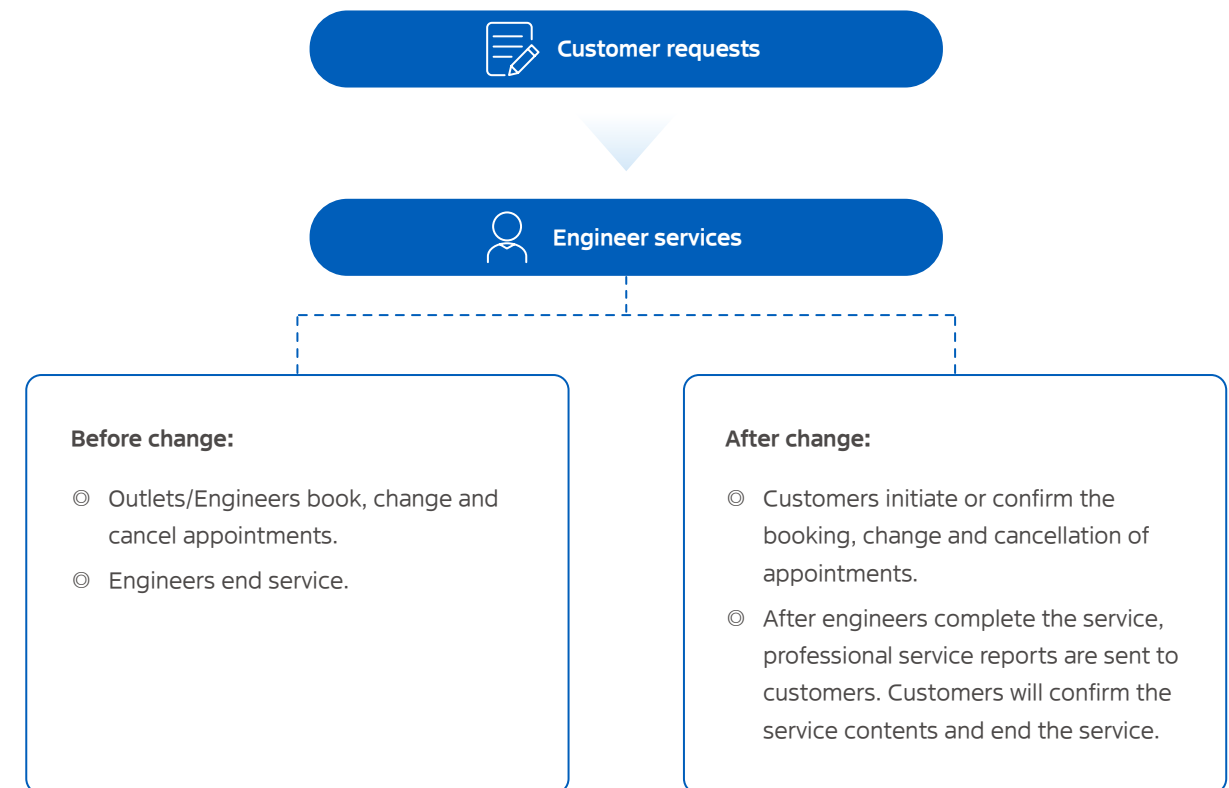 Customer requests
Engineer services
Before change:
◎ Outlets/Engineers book, change and
cancel appointments.
◎ Engineers end service.
After change:
◎ Customers initiate or confirm the
booking, change and cancellation of
appointments.
◎ After engineers complete the service,
professional service reports are sent to
customers. Customers will confirm the
service contents and end the service.